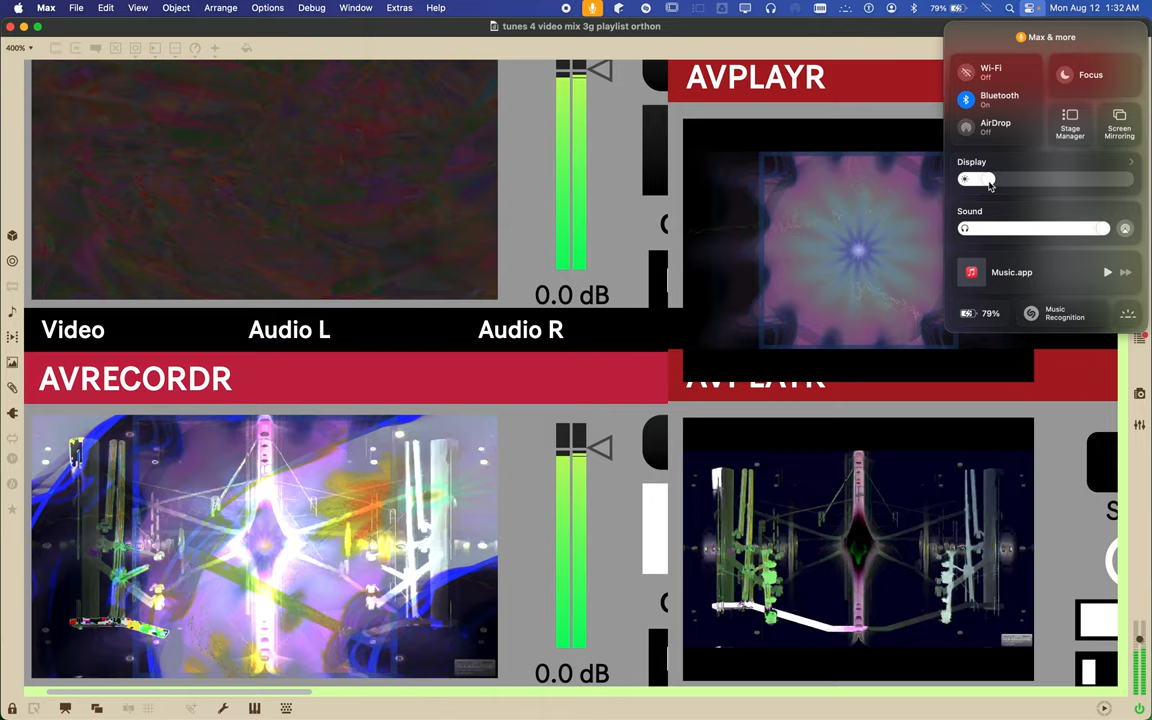 Max File Edit View Object Arrange Options Debug Window Extras Help 79% Mon Aug 12 1:32 AM
tunes 4 video mix 3g playlist orthon
400%
Max & more
Wi-Fi
Off
Focus
Bluetooth
On
AirDrop
Off
Stage
Manager
Screen
Mirroring
Display
Sound
Music.app
79%
Music
Recognition
AVPLAYR
0.0 dB
Video Audio L Audio R
AVRECORDR
AVPLAYR
0.0 dB